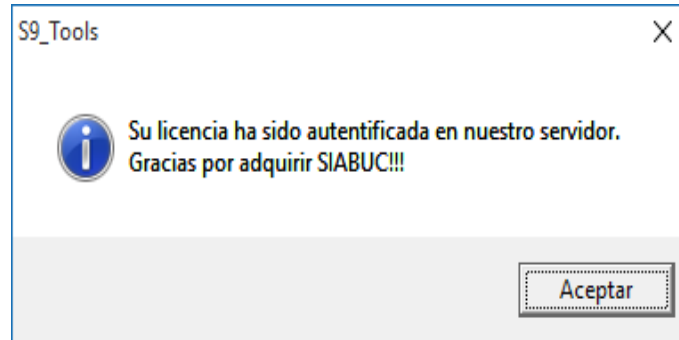 S9_Tools
Su licencia ha sido autentificada en nuestro servidor.
Gracias por adquirir SIABUC!!!
Aceptar